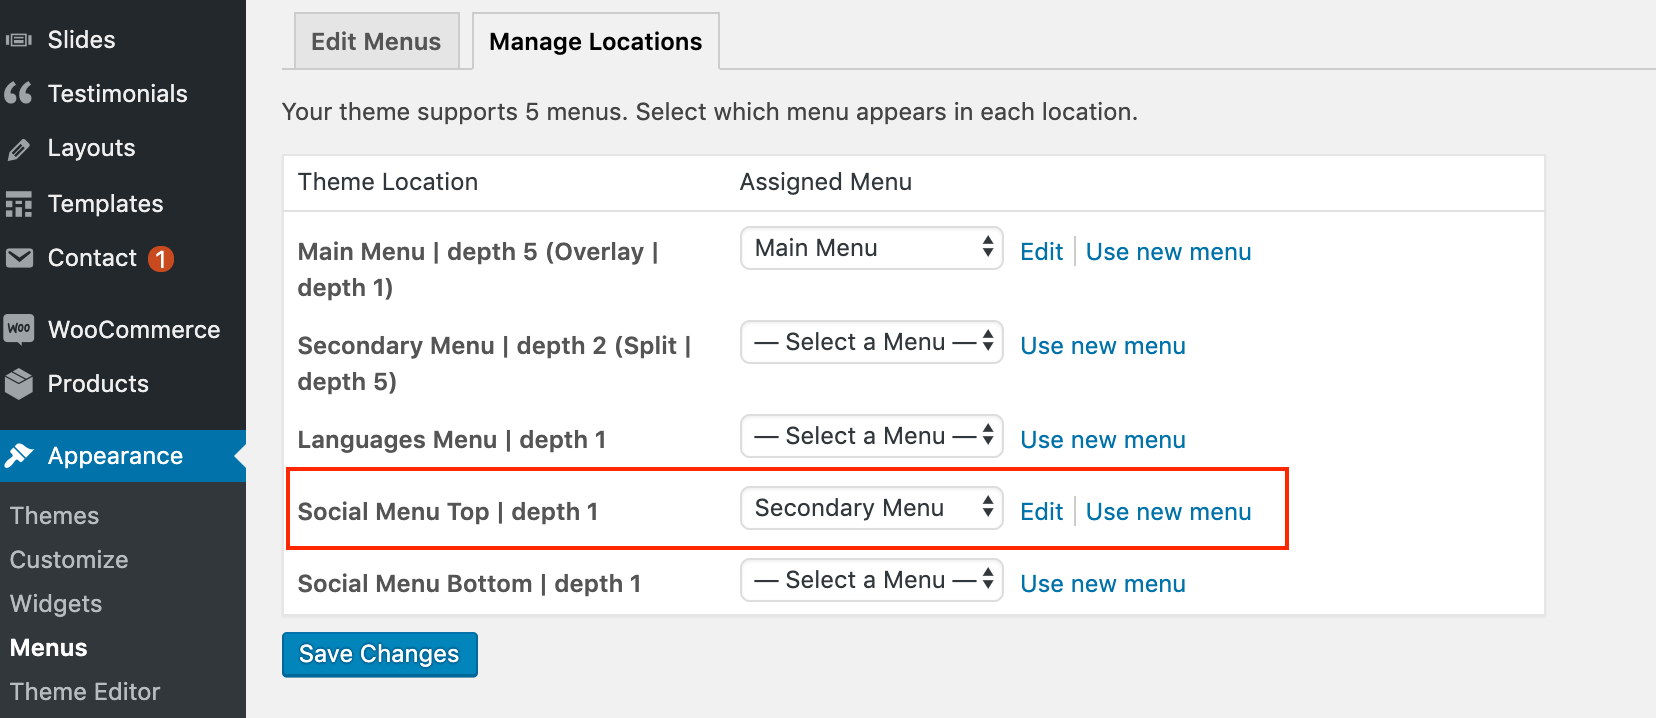 Slides
Testimonials
Layouts
Templates
Contact 1
Woo WooCommerce
Products
Appearance
Themes
Customize
Widgets
Menus
Theme Editor
Edit Menus
Manage Locations
Your theme supports 5 menus. Select which menu appears in each location.
Theme Location Assigned Menu
Main Menu | depth 5 (Overlay | depth 1) Main Menu Edit | Use new menu
Secondary Menu | depth 2 (Split | depth 5) — Select a Menu — Use new menu
Languages Menu | depth 1 — Select a Menu — Use new menu
Social Menu Top | depth 1 Secondary Menu Edit | Use new menu
Social Menu Bottom | depth 1 — Select a Menu — Use new menu
Save Changes